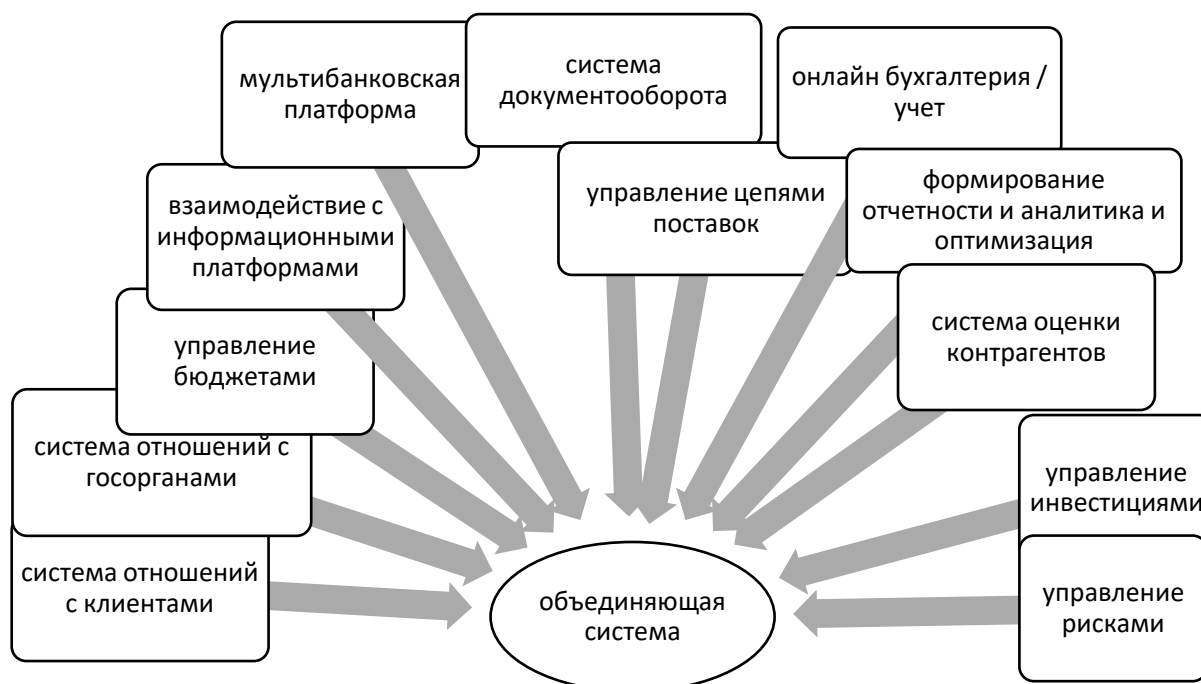 мультибанковская
платформа
система
документооборота
онлайн бухгалтерия /
учет
взаимодействие с
информационными
платформами
управление цепями
поставок
формирование
отчетности и аналитика и
оптимизация
управление
бюджетами
система оценки
контрагентов
система отношений с
госорганами
управление
инвестициями
система отношений
с клиентами
объединяющая
система
управление
рисками